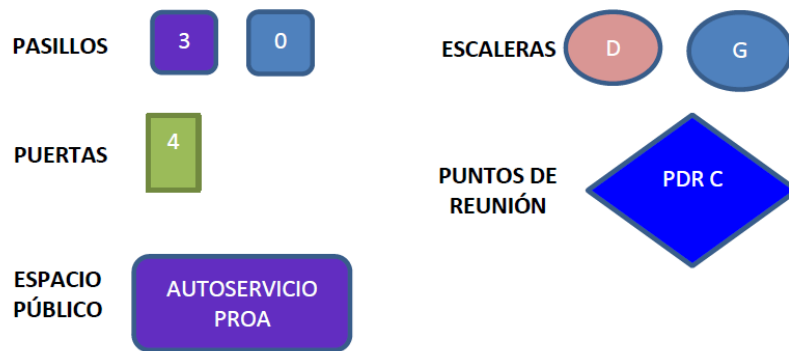 PASILLOS
3
0
ESCALERAS
D
G
PUERTAS
4
PUNTOS DE
REUNIÓN
PDR C
ESPACIO
PÚBLICO
AUTOSERVICIO
PROA